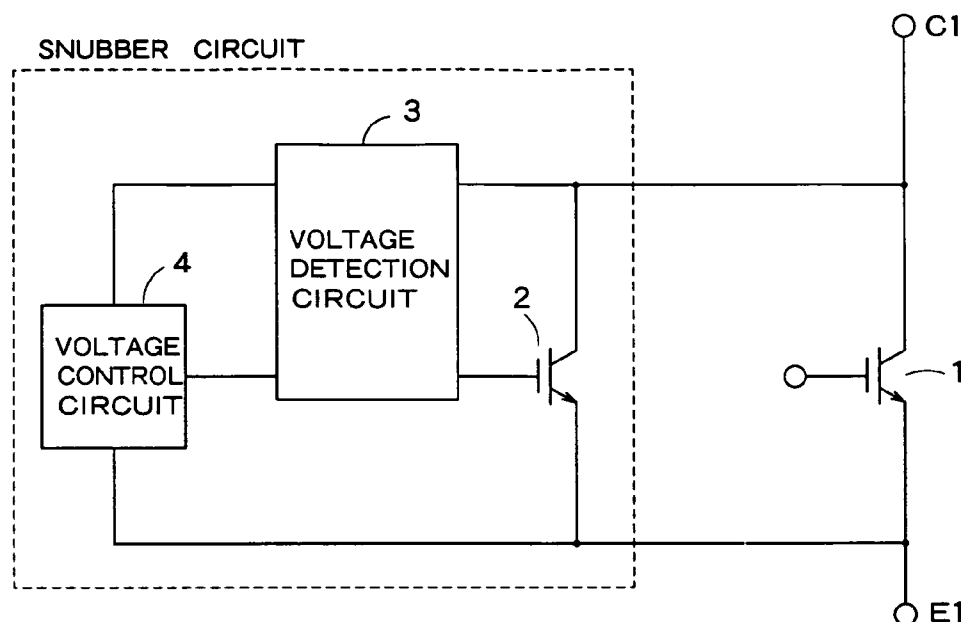 C1
SNUBBER CIRCUIT
3
VOLTAGE
DETECTION
CIRCUIT
4
2
VOLTAGE
CONTROL
CIRCUIT
1
E1